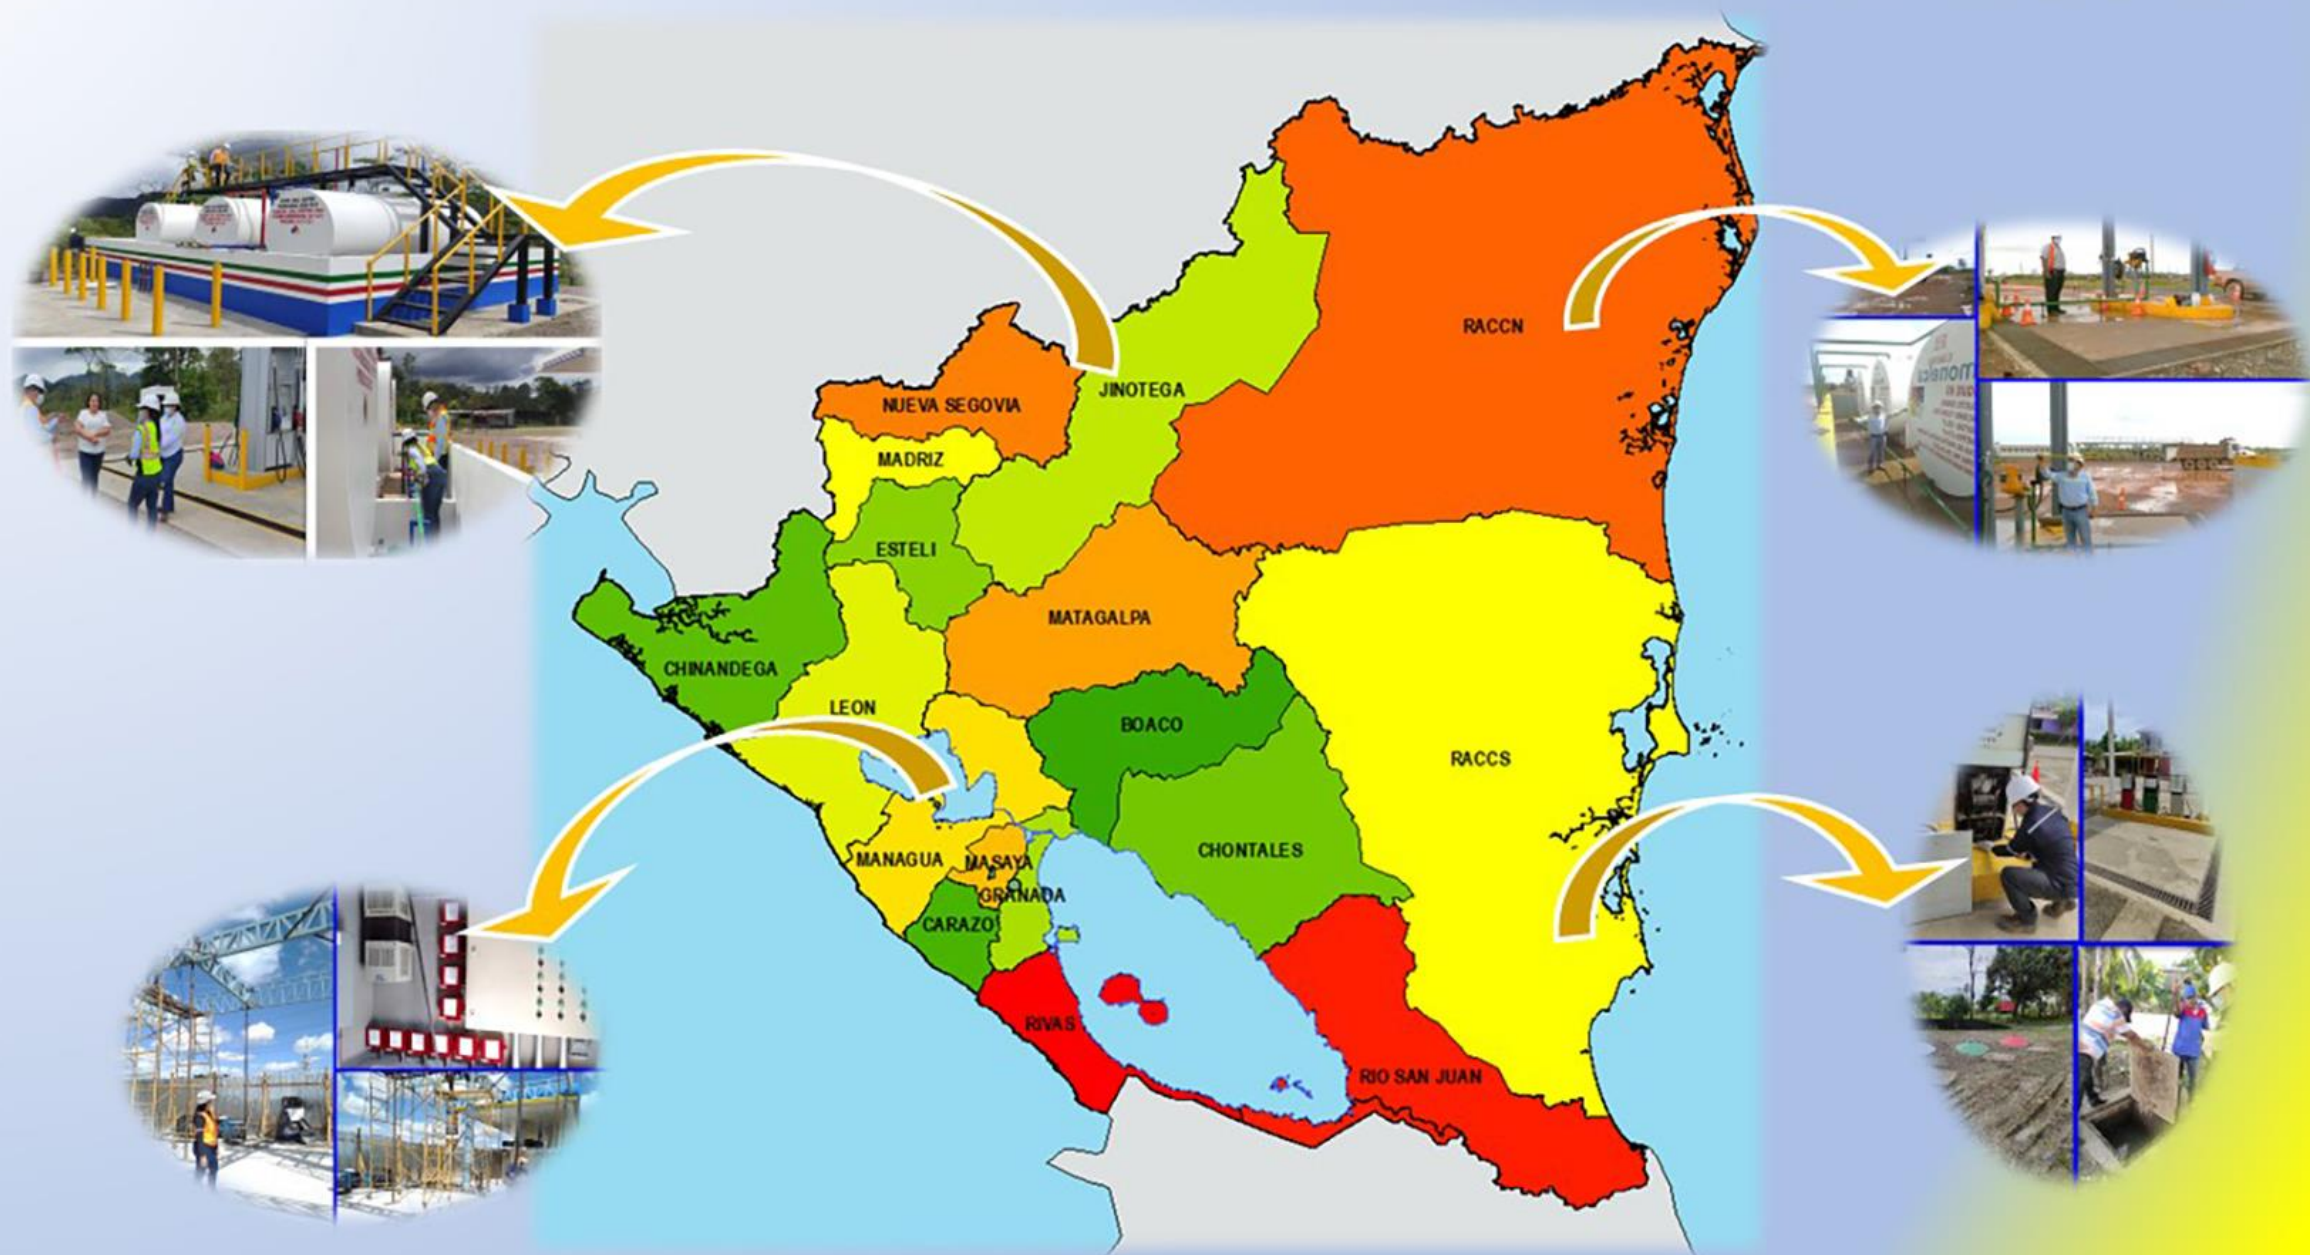 RACCN
JINOTEGA
NUEVA SEGOVIA
MADRIZ
ESTELI
MATAGALPA
CHINANDEGA
LEON
BOACO
RACCS
CHONTALES
MANAGUA
MASAYA
GRANADA
CARAZO
RIVAS
RIO SAN JUAN